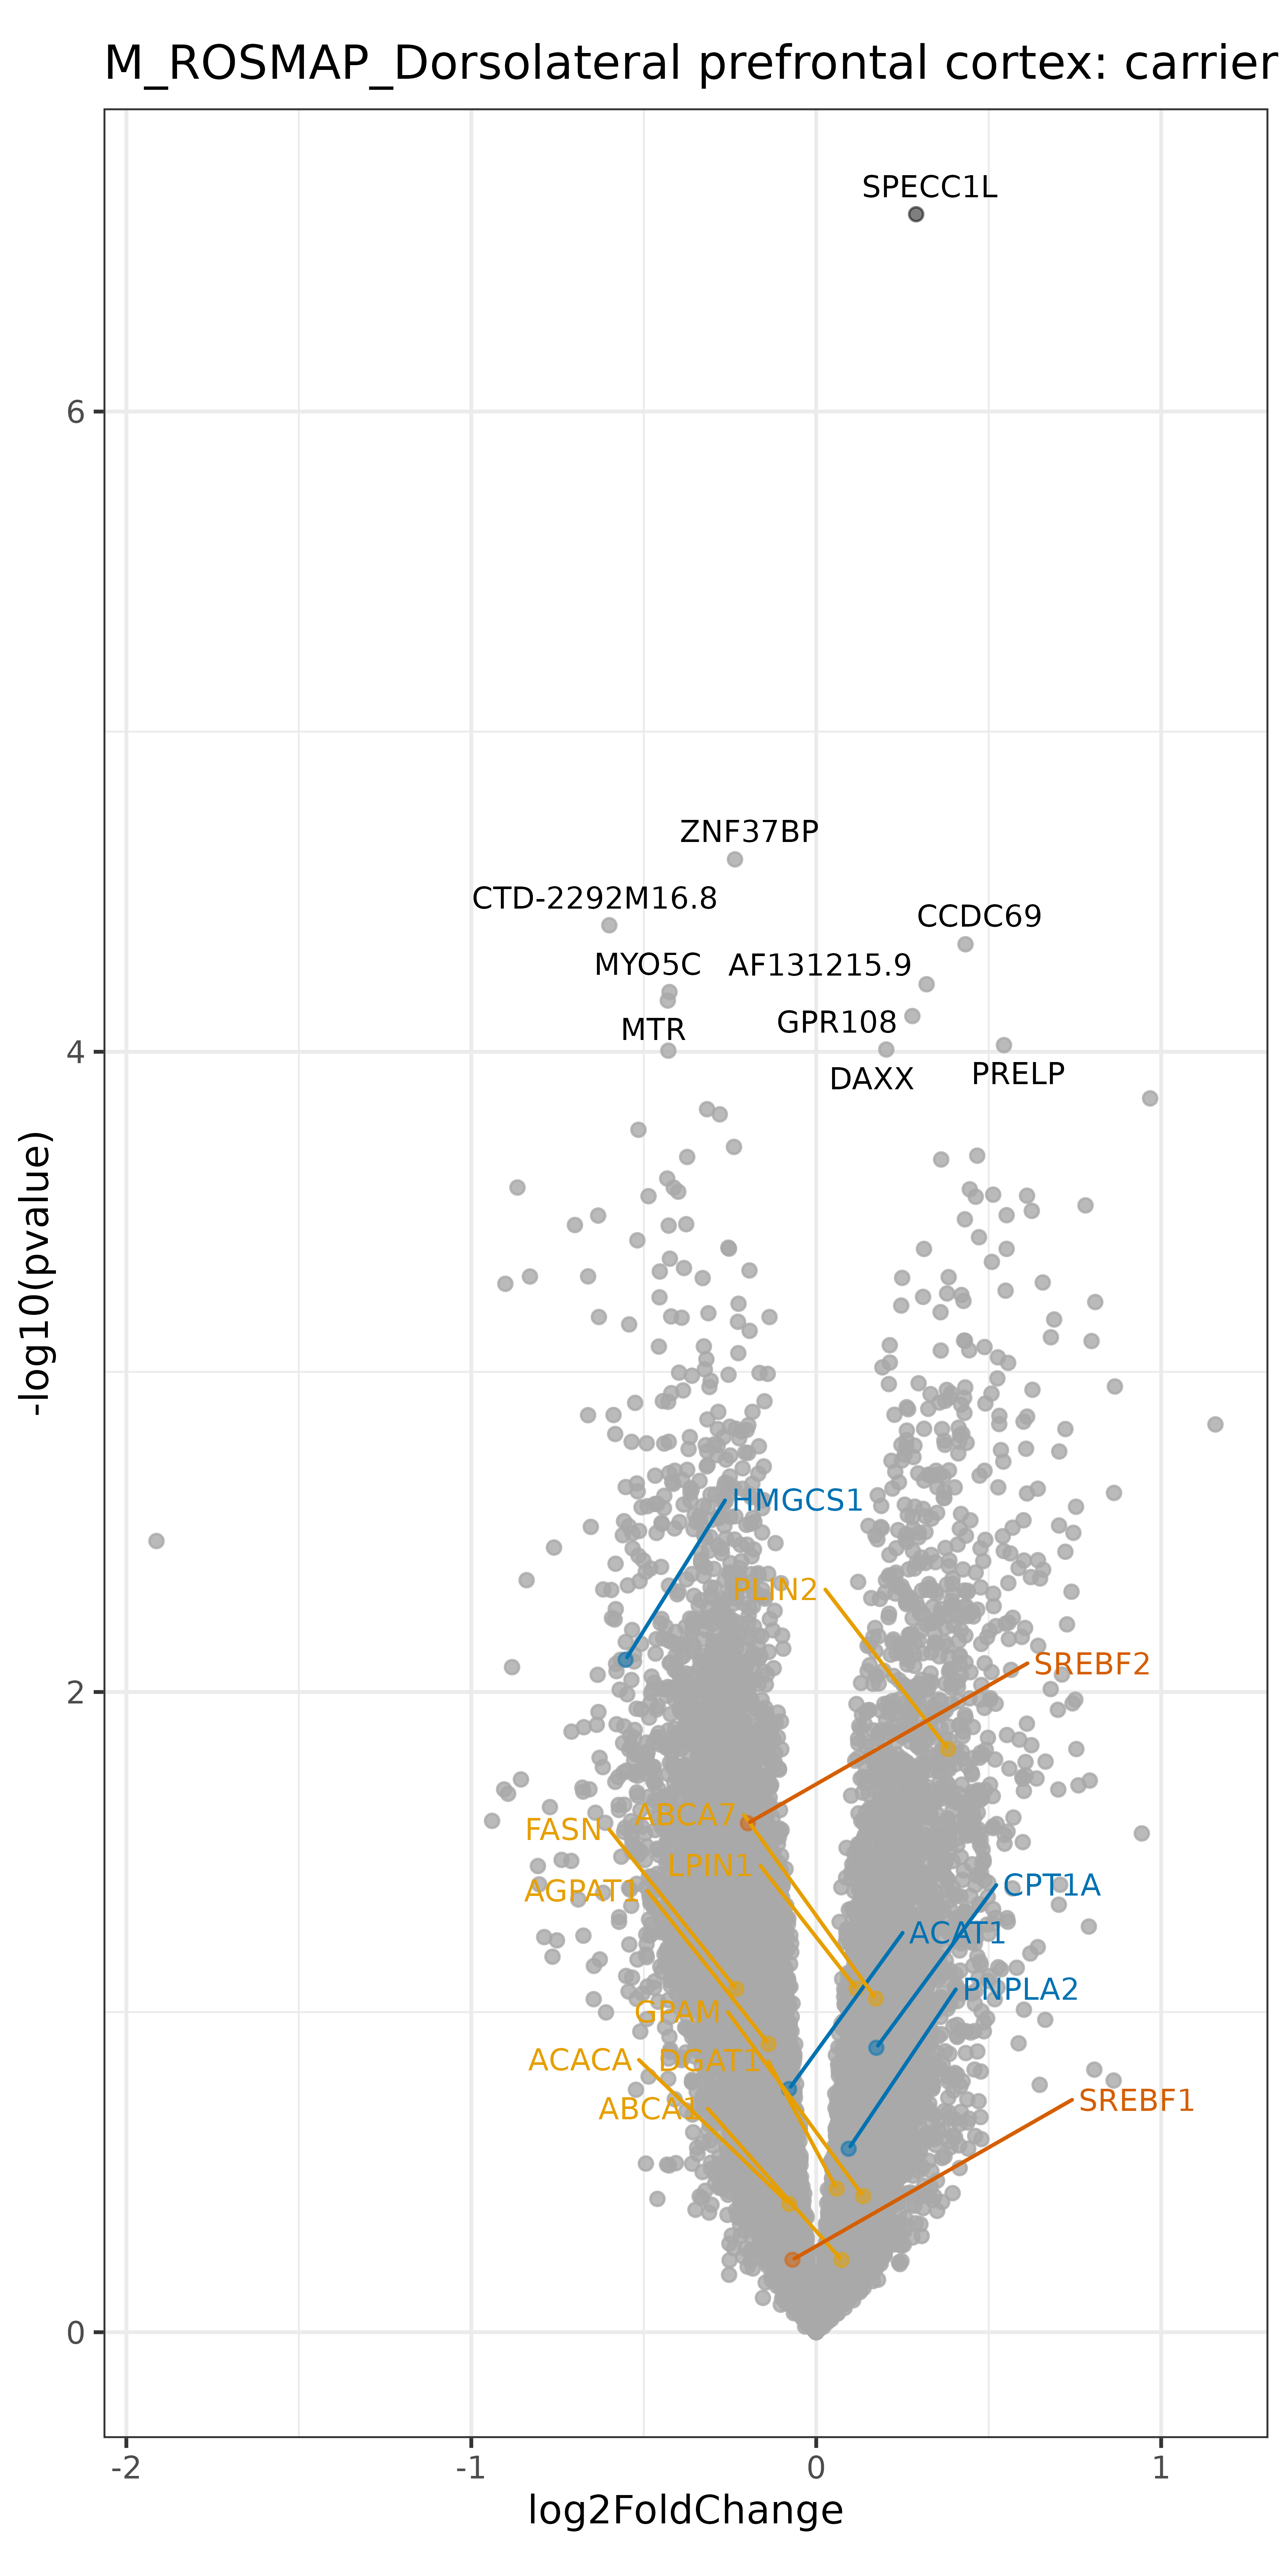 M_ROSMAP_Dorsolateral prefrontal cortex: carrier
SPECC1L
6
ZNF37BP
CTD-2292M16.8
CCDC69
MYO5C
AF131215.9
MTR
GPR108
4
DAXX
PRELP
-log10(pvalue)
HMGCS1
PLIN2
SREBF2
2
ABCA7
FASN
LPIN1
CPT1A
AGPAT1
ACAT1
PNPLA2
GPAM
ACACA
DGAT1
SREBF1
ABCA1
0
-2
-1
0
1
log2FoldChange